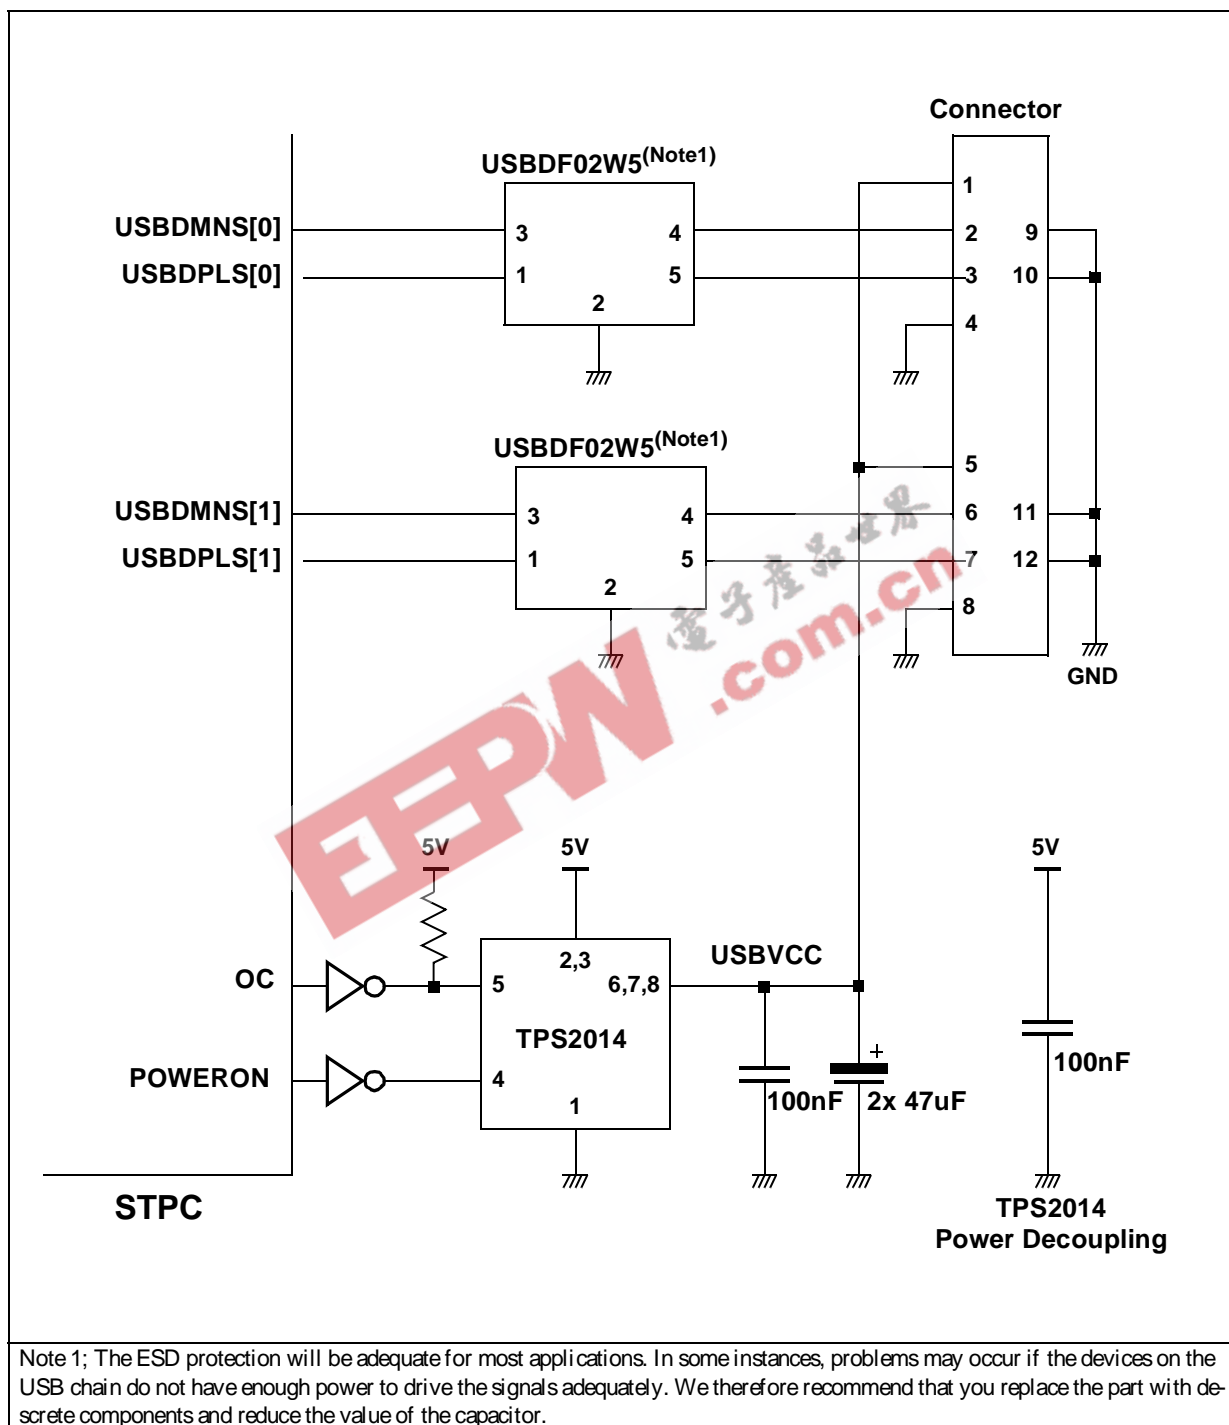 Connector
USBDF02W5(Note1)
1
USBDMNS[0] 3 4 2 9
USBDPLS[0] 1 5 3 10
2
4
USBDF02W5(Note1)
5
USBDMNS[1] 3 4 6 11
USBDPLS[1] 1 5 7 12
2
8
GND
電子產品世界
.com.cn
EEPW
5V 5V 5V
OC 5 2,3 6,7,8 USBVCC
TPS2014
POWERON 4
1
100nF 2x 47uF
+
100nF
STPC
TPS2014
Power Decoupling
Note 1; The ESD protection will be adequate for most applications. In some instances, problems may occur if the devices on the
USB chain do not have enough power to drive the signals adequately. We therefore recommend that you replace the part with de-
screte components and reduce the value of the capacitor.